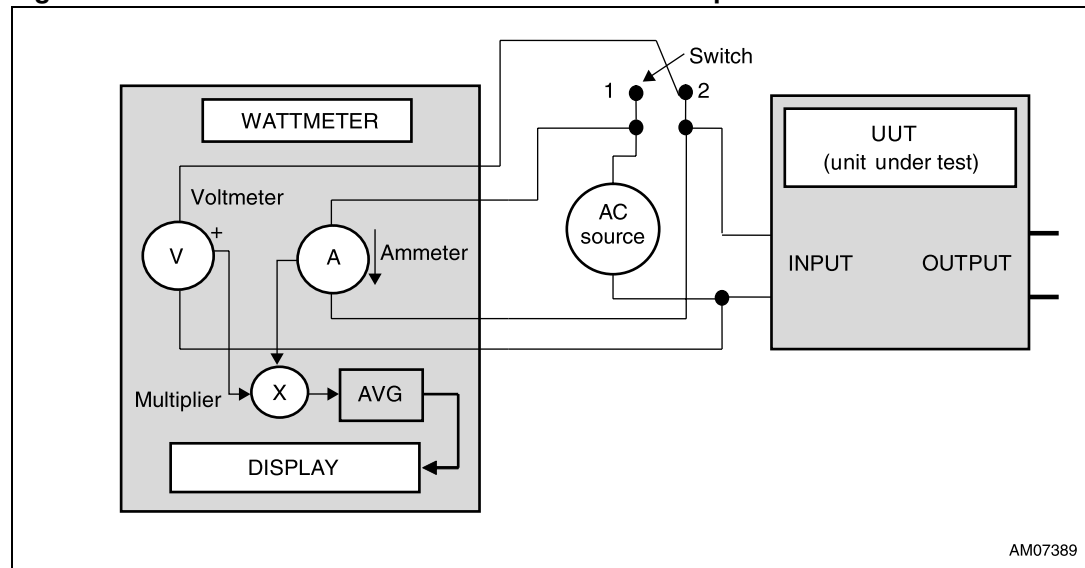 Switch
1
2
WATTMETER
UUT
(unit under test)
Voltmeter
+
AC
source
V
A
Ammeter
INPUT
OUTPUT
X
AVG
Multiplier
DISPLAY
AM07389